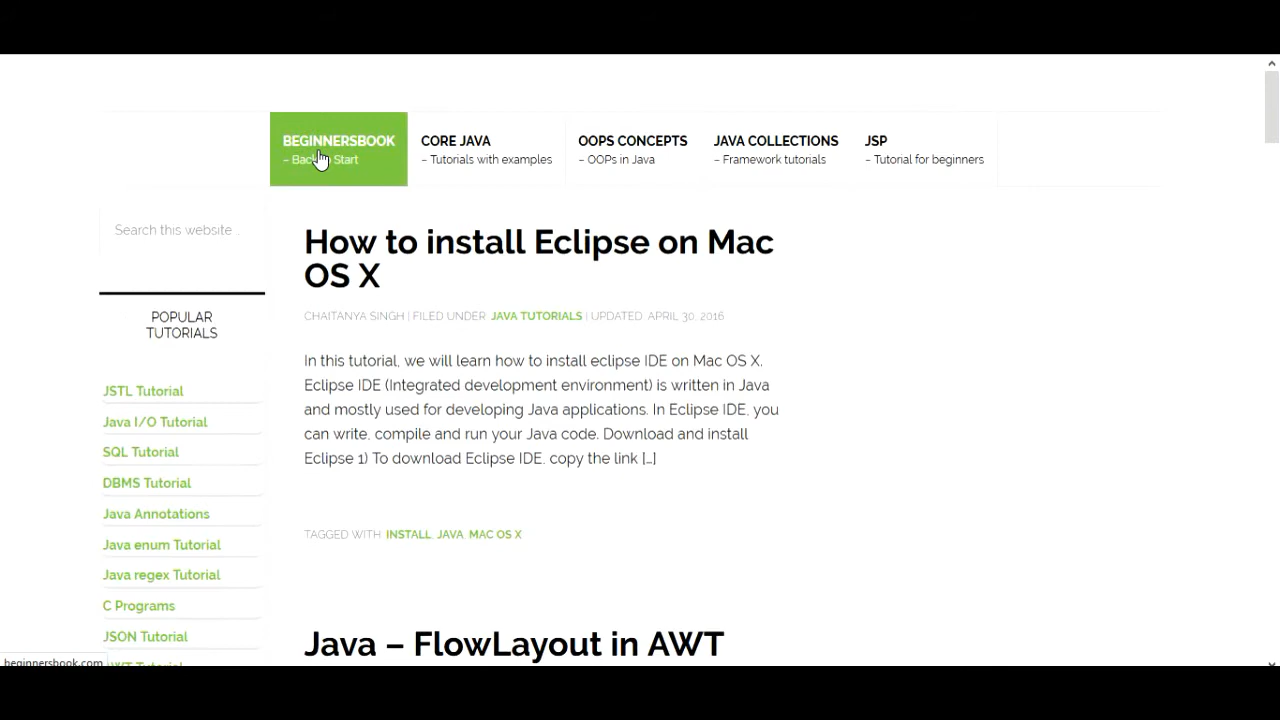 BEGINNERSBOOK
– Back Start
CORE JAVA
– Tutorials with examples
OOPS CONCEPTS
– OOPs in Java
JAVA COLLECTIONS
– Framework tutorials
JSP
– Tutorial for beginners
Search this website ..
POPULAR
TUTORIALS
JSTL Tutorial
Java I/O Tutorial
SQL Tutorial
DBMS Tutorial
Java Annotations
Java enum Tutorial
Java regex Tutorial
C Programs
JSON Tutorial
AWT Tutorial
How to install Eclipse on Mac
OS X
CHAITANYA SINGH | FILED UNDER: JAVA TUTORIALS | UPDATED: APRIL 30, 2016
In this tutorial, we will learn how to install eclipse IDE on Mac OS X.
Eclipse IDE (Integrated development environment) is written in Java
and mostly used for developing Java applications. In Eclipse IDE, you
can write, compile and run your Java code. Download and install
Eclipse 1) To download Eclipse IDE, copy the link […]
TAGGED WITH: INSTALL, JAVA, MAC OS X
Java – FlowLayout in AWT
beginnersbook.com